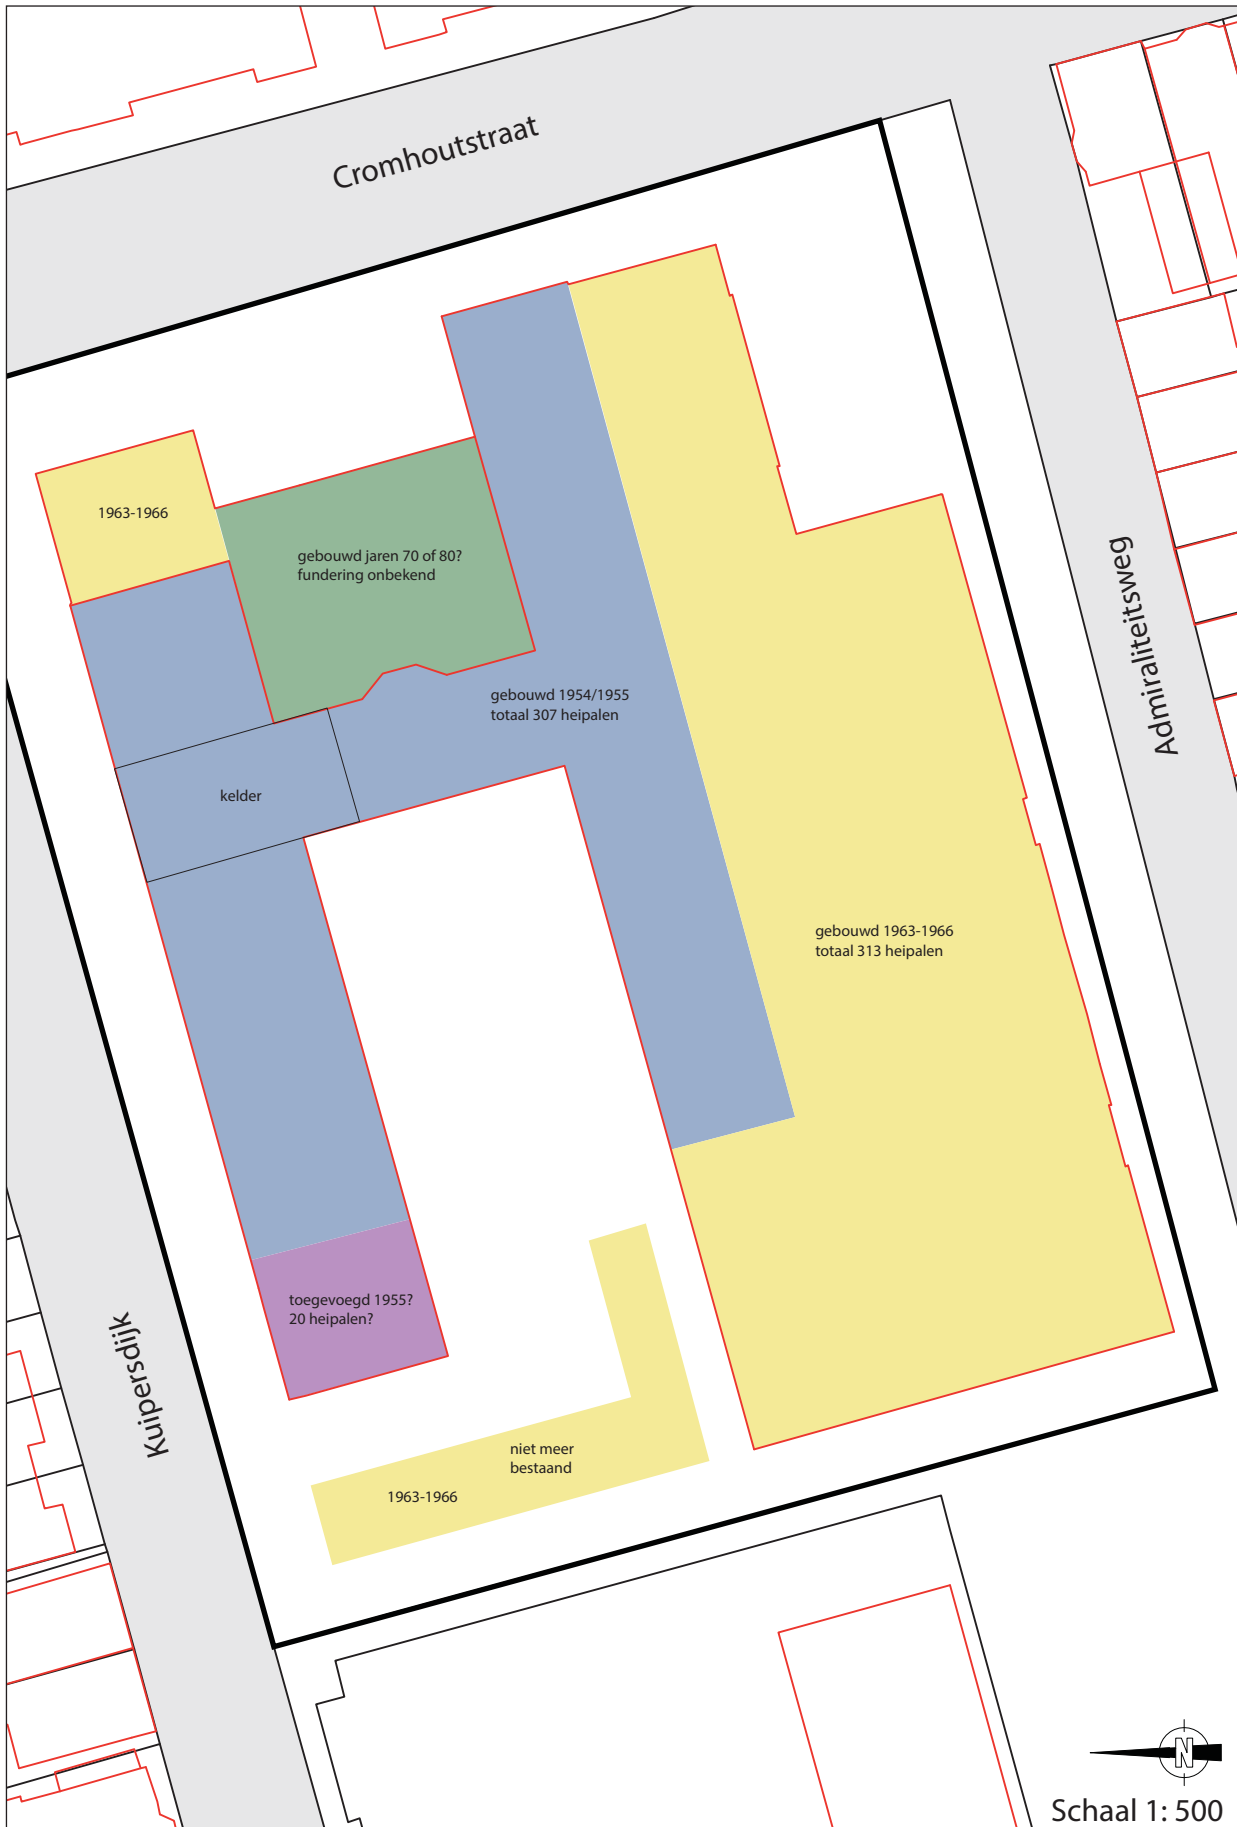 Cromhoutstraat
1963-1966
gebouwd jaren 70 of 80?
fundering onbekend
Admiraliteitsweg
gebouwd 1954/1955
totaal 307 heipalen
kelder
gebouwd 1963-1966
totaal 313 heipalen
toegevoegd 1955?
20 heipalen?
Kuipersdijk
niet meer
bestaand
1963-1966
N
Schaal 1: 500